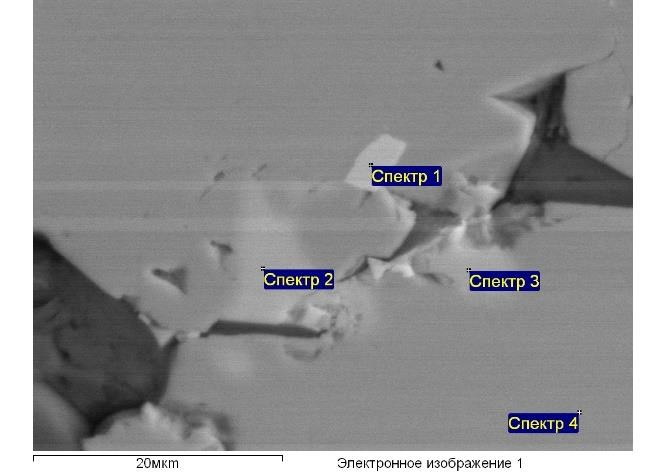 Спектр 1
Спектр 2
Спектр 3
Спектр 4
20мкm
Электронное изображение 1